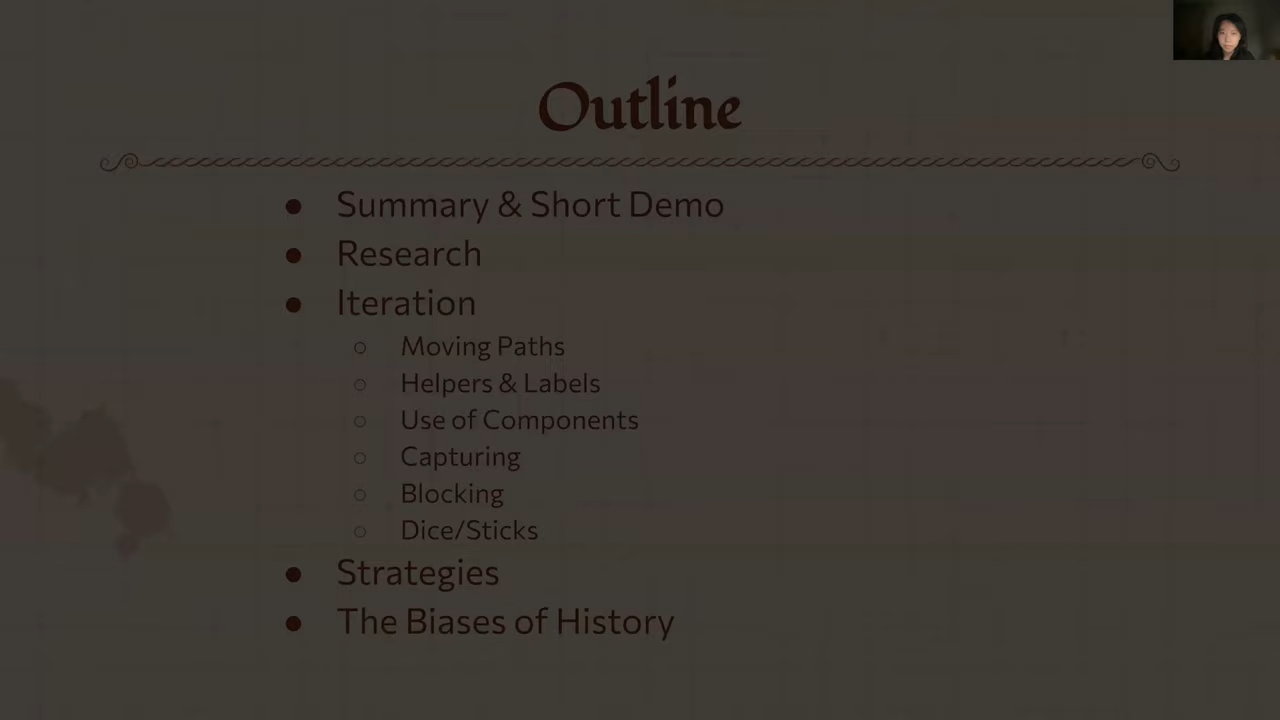 Outline
● Summary & Short Demo
● Research
● Iteration
○ Moving Paths
○ Helpers & Labels
○ Use of Components
○ Capturing
○ Blocking
○ Dice/Sticks
● Strategies
● The Biases of History